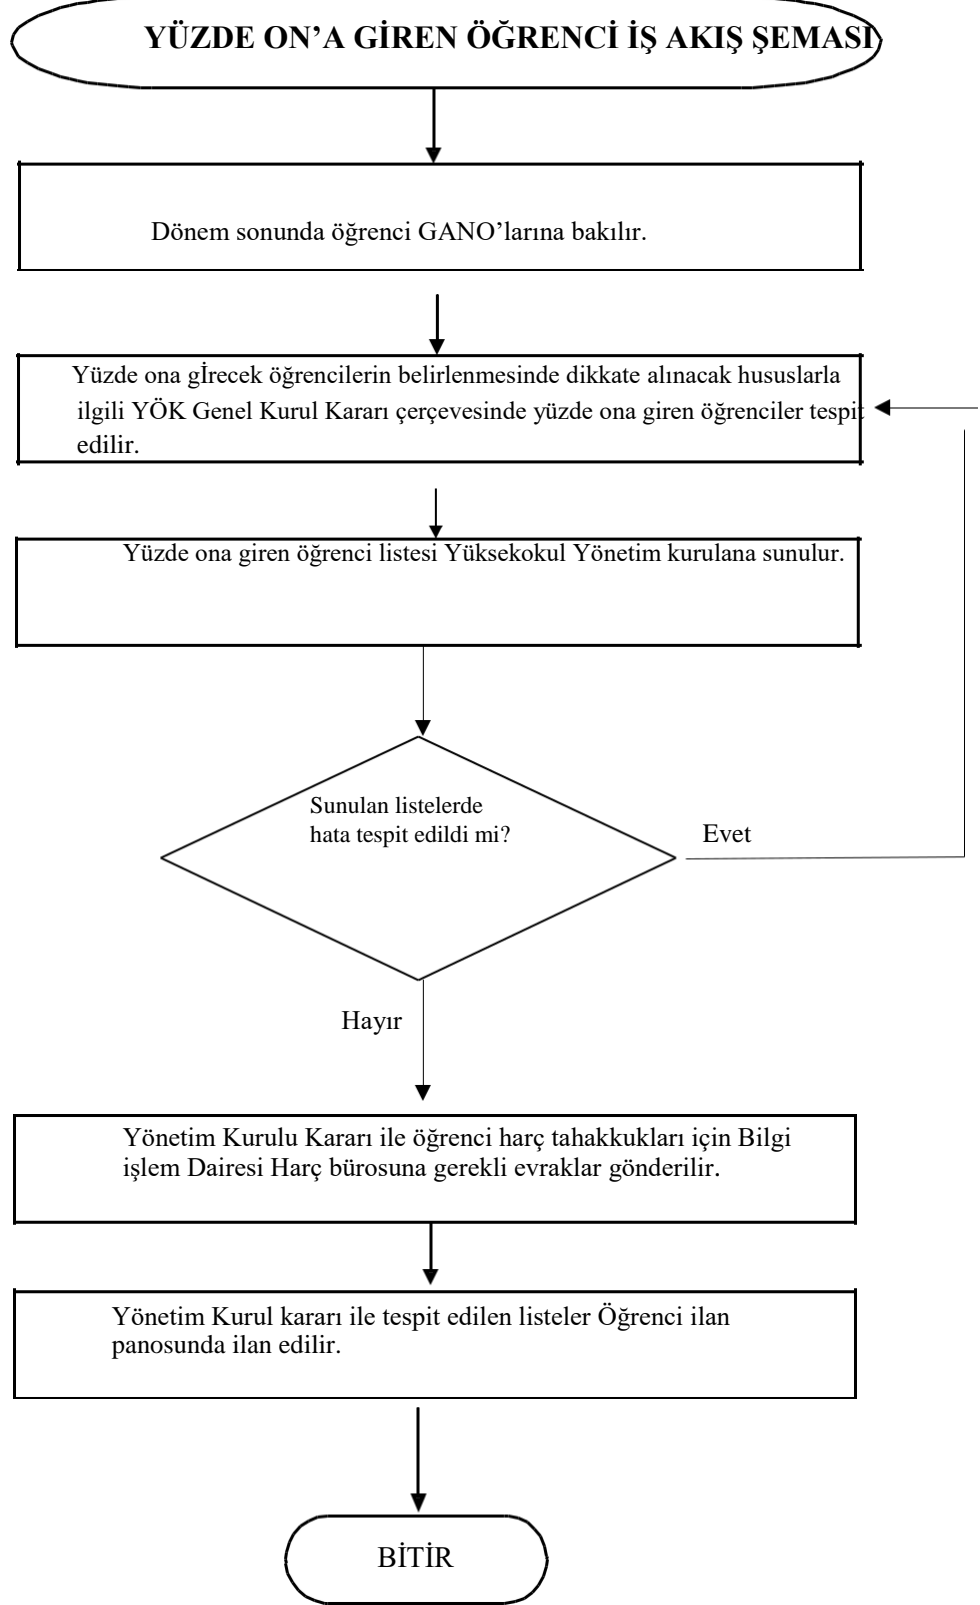 YÜZDE ON’A GİREN ÖĞRENCİ İŞ AKIŞ ŞEMASI
Dönem sonunda öğrenci GANO’larına bakılır.
Yüzde ona gİrecek öğrencilerin belirlenmesinde dikkate alınacak hususlarla
ilgili YÖK Genel Kurul Kararı çerçevesinde yüzde ona giren öğrenciler tespit
edilir.
Yüzde ona giren öğrenci listesi Yüksekokul Yönetim kurulana sunulur.
Sunulan listelerde
hata tespit edildi mi?
Evet
Hayır
Yönetim Kurulu Kararı ile öğrenci harç tahakkukları için Bilgi
işlem Dairesi Harç bürosuna gerekli evraklar gönderilir.
Yönetim Kurul kararı ile tespit edilen listeler Öğrenci ilan
panosunda ilan edilir.
BİTİR